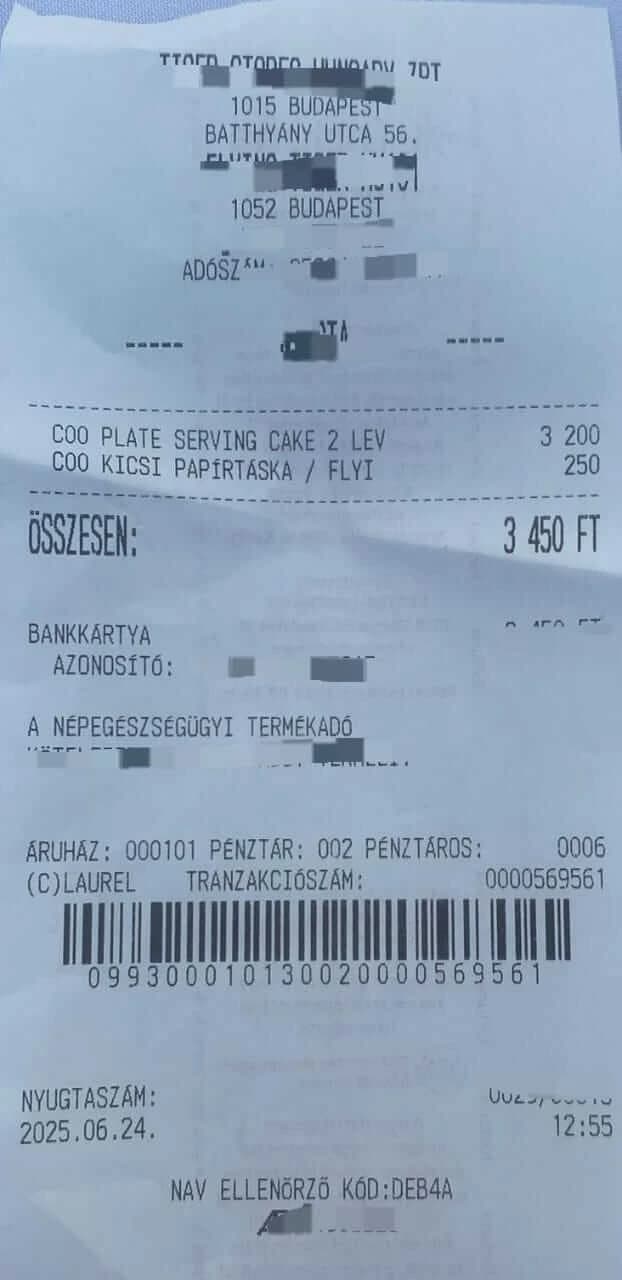 1015 BUDAPEST
BATTHYÁNY UTCA 56.
1052 BUDAPEST
----- -----
COO PLATE SERVING CAKE 2 LEV 3 200
COO KICSI PAPÍRTÁSKA / FLYI 250
ÖSSZESEN: 3 450 FT
BANKKÁRTYA
AZONOSÍTÓ:
A NÉPEGÉSZSÉGÜGYI TERMÉKADÓ
ÁRUHÁZ: 000101 PÉNZTÁR: 002 PÉNZTÁROS: 0006
(C)LAUREL TRANZAKCIÓSZÁM: 0000569561
099300010130020000569561
NYUGTASZÁM:
2025.06.24. 12:55
NAV ELLENŐRZŐ KÓD:DEB4A